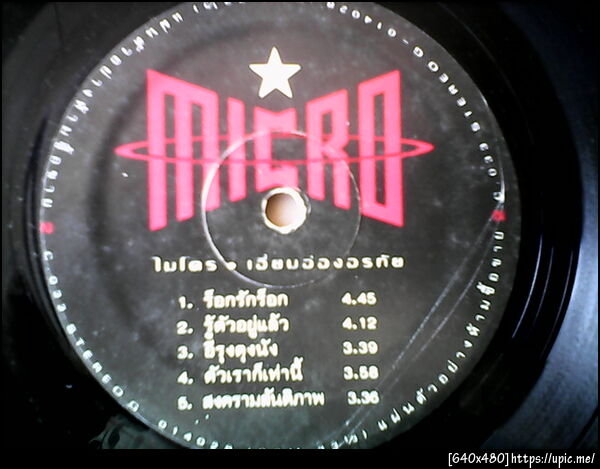 MICRO
ไมโคร • เอี่ยมอ่องอรทัย
1. ร็อกรักร็อก 4.45
2. รู้ตัวอยู่แล้ว 4.12
3. อีรุงตุงนัง 3.39
4. ตัวเราก็เท่านี้ 3.58
5. สงครามสันติภาพ 3.36
[640x480]https://upic.me/